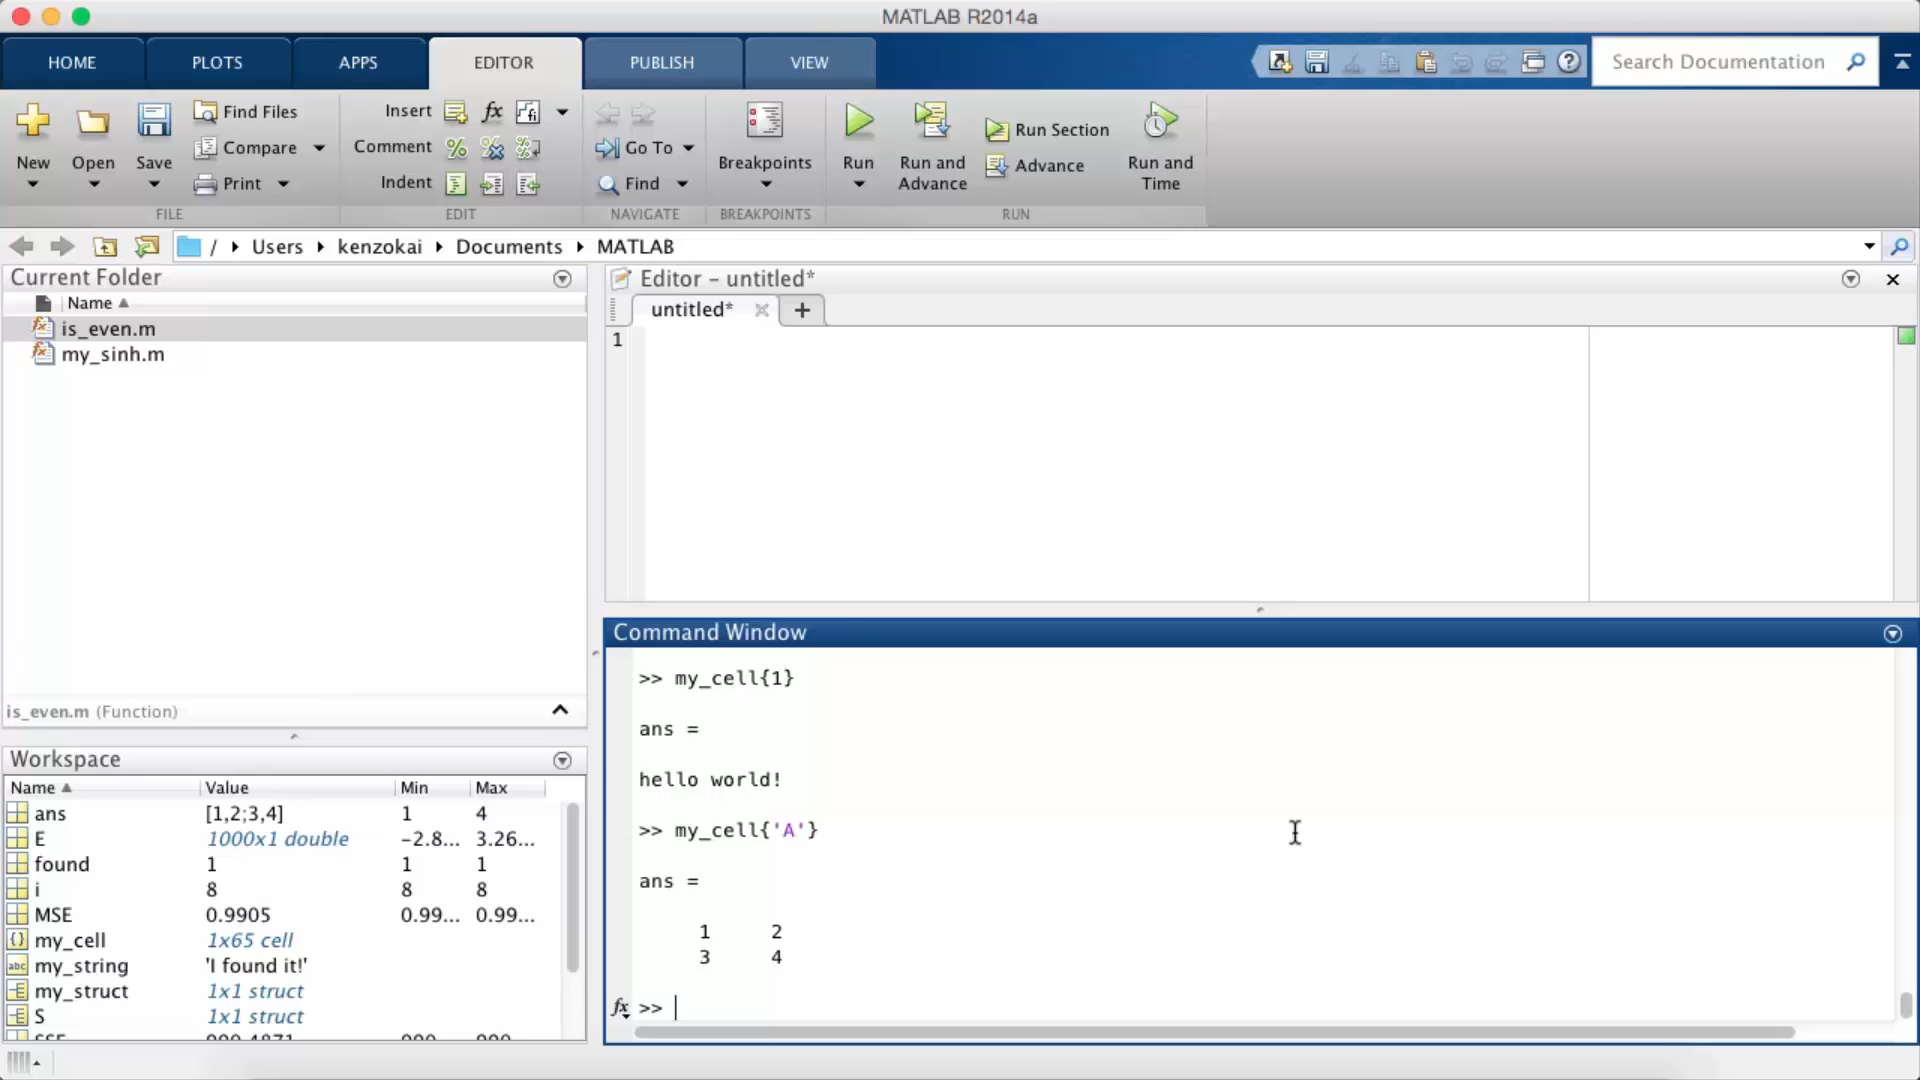 MATLAB R2014a
HOME PLOTS APPS EDITOR PUBLISH VIEW
Search Documentation
New Open Save
Find Files
Compare
Print
FILE
Insert fx fi
Comment
Indent
EDIT
Go To
Find
NAVIGATE
Breakpoints
BREAKPOINTS
Run
Run and Advance
Run Section
Advance
Run and Time
RUN
/ Users kenzokai Documents MATLAB
Current Folder
Name
is_even.m
my_sinh.m
is_even.m (Function)
Workspace
Name Value Min Max
ans [1,2;3,4] 1 4
E 1000x1 double −2.8... 3.26...
found 1 1 1
i 8 8 8
MSE 0.9905 0.99... 0.99...
my_cell 1x65 cell
my_string 'I found it!'
my_struct 1x1 struct
S 1x1 struct
Editor – untitled*
untitled*
1
Command Window
>> my_cell{1}
ans =
hello world!
>> my_cell{'A'}
ans =
1 2
3 4
fx >>